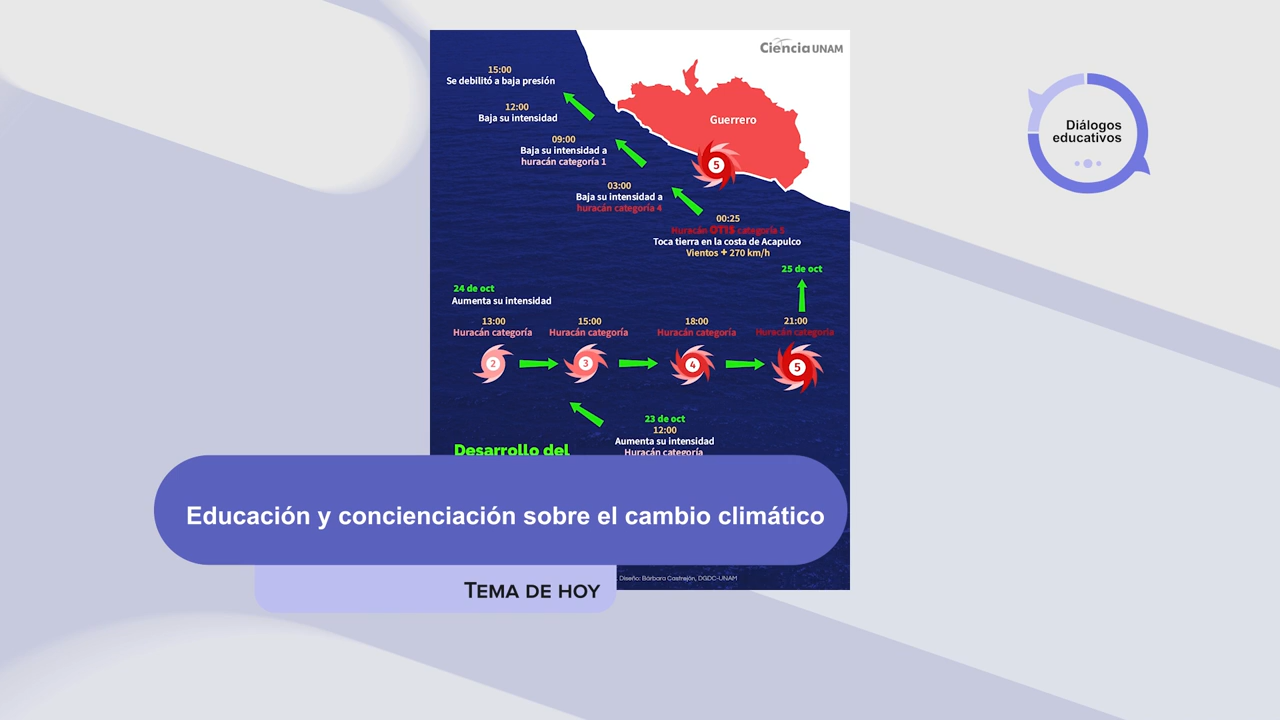 Ciencia UNAM
15:00
Se debilitó a baja presión
12:00
Baja su intensidad
09:00
Baja su intensidad a
huracán categoría 1
03:00
Baja su intensidad a
huracán categoría 4
Guerrero
5
00:25
Huracán OTIS categoría 5
Toca tierra en la costa de Acapulco
Vientos + 270 km/h
25 de oct
24 de oct
Aumenta su intensidad
13:00
Huracán categoría
2
15:00
Huracán categoría
3
18:00
Huracán categoría
4
21:00
Huracán categoría
5
23 de oct
12:00
Aumenta su intensidad
Huracán categoría
Desarrollo del
Diseño: Bárbara Castrejón, DGDC-UNAM
Educación y concienciación sobre el cambio climático
TEMA DE HOY
Diálogos
educativos